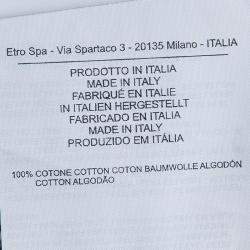 Etro Spa - Via Spartaco 3 - 20135 Milano - ITALIA
PRODOTTO IN ITALIA
MADE IN ITALY
FABRIQUÉ EN ITALIE
IN ITALIEN HERGESTELLT
FABRICADO EN ITALIA
MADE IN ITALY
PRODUZIDO EM ITÁLIA
100% COTONE COTTON COTON BAUMWOLLE ALGODÓN
COTTON ALGODÃO